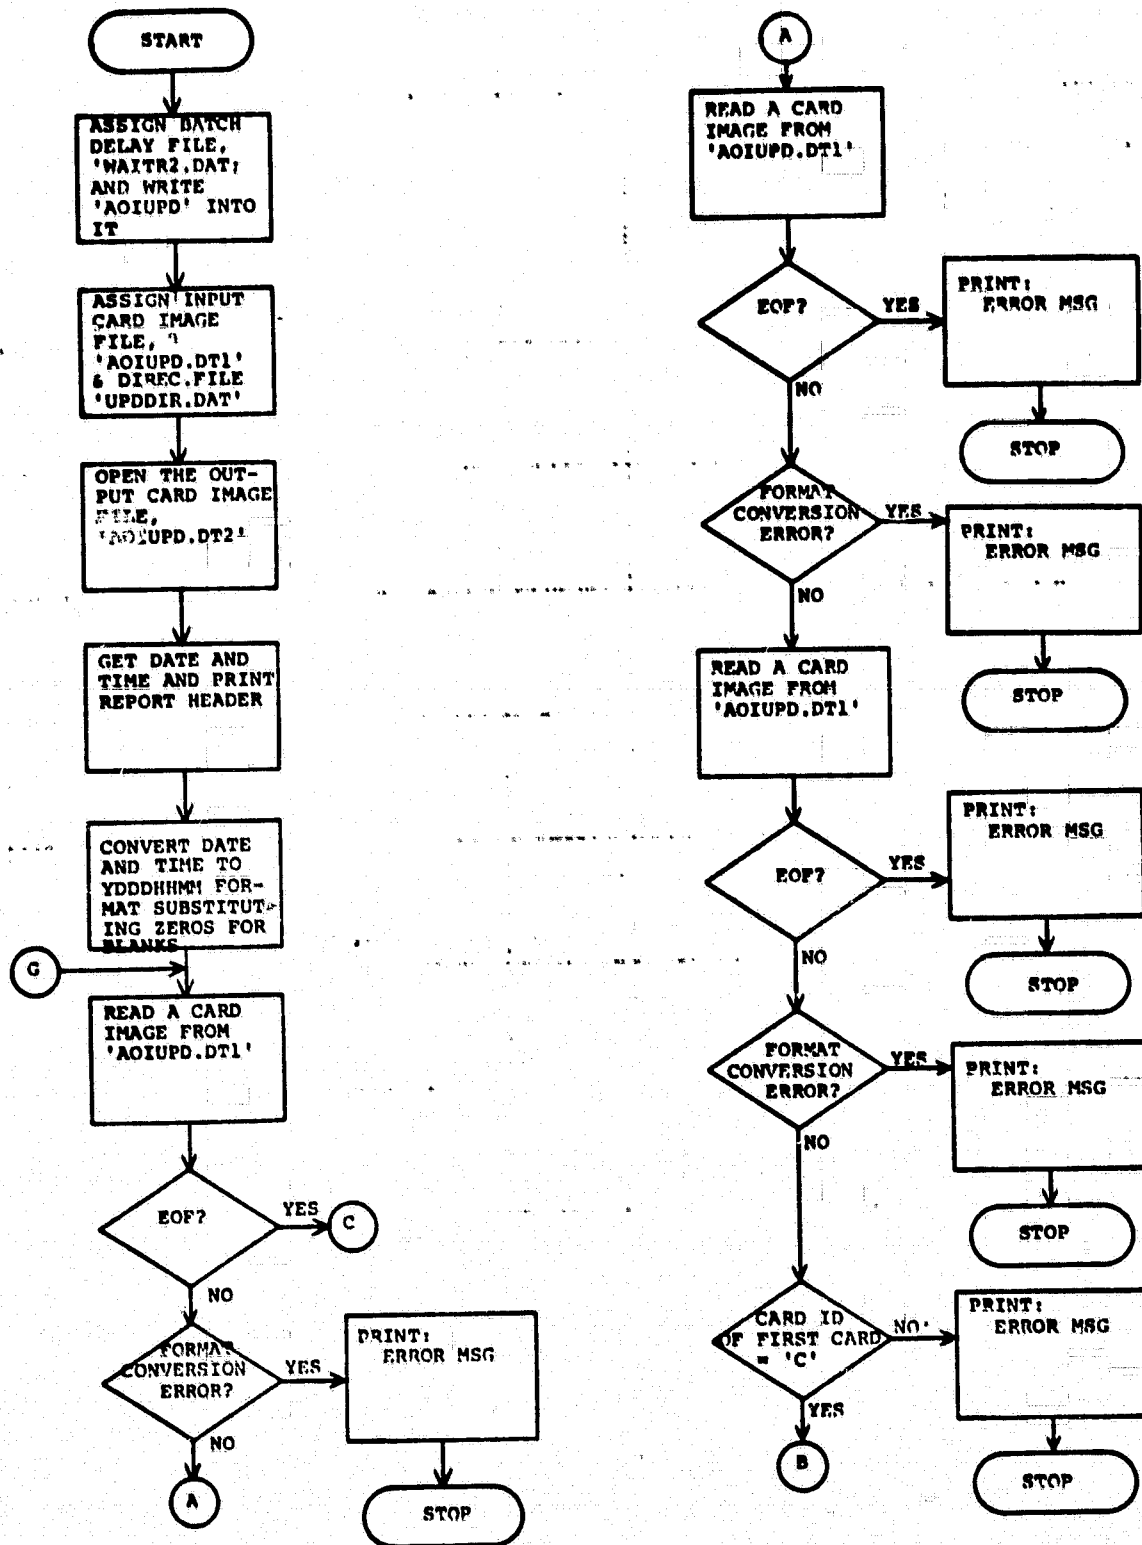 START
ASSIGN BATCH
DELAY FILE,
'WAITR2.DAT;
AND WRITE
'AOIUPD' INTO
IT
ASSIGN INPUT
CARD IMAGE
FILE,
'AOIUPD.DT1'
& DIREC.FILE
'UPDDIR.DAT'
OPEN THE OUT-
PUT CARD IMAGE
FILE,
'AOIUPD.DT2'
GET DATE AND
TIME AND PRINT
REPORT HEADER
CONVERT DATE
AND TIME TO
YDDDHHMM FOR-
MAT SUBSTITUT-
ING ZEROS FOR
BLANKS
G
READ A CARD
IMAGE FROM
'AOIUPD.DT1'
EOF?
YES
C
NO
FORMAT
CONVERSION
ERROR?
YES
PRINT:
ERROR MSG
STOP
NO
A
A
READ A CARD
IMAGE FROM
'AOIUPD.DT1'
EOF?
YES
PRINT:
ERROR MSG
STOP
NO
FORMAT
CONVERSION
ERROR?
YES
PRINT:
ERROR MSG
STOP
NO
READ A CARD
IMAGE FROM
'AOIUPD.DT1'
EOF?
YES
PRINT:
ERROR MSG
STOP
NO
FORMAT
CONVERSION
ERROR?
YES
PRINT:
ERROR MSG
STOP
NO
CARD ID
OF FIRST CARD
= 'C'
NO
PRINT:
ERROR MSG
STOP
YES
B